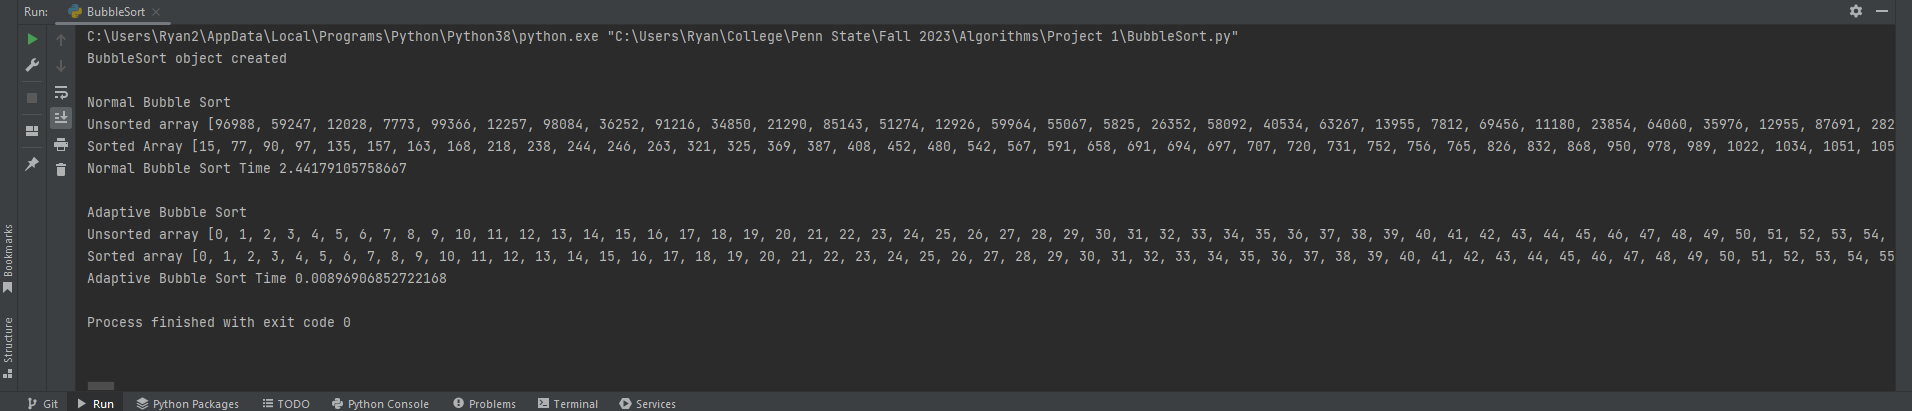 Run: BubbleSort
C:\Users\Ryan2\AppData\Local\Programs\Python\Python38\python.exe "C:\Users\Ryan\College\Penn State\Fall 2023\Algorithms\Project 1\BubbleSort.py"
BubbleSort object created
Normal Bubble Sort
Unsorted array [96988, 59247, 12028, 7773, 99366, 12257, 98084, 36252, 91216, 34850, 21290, 85143, 51274, 12926, 59964, 55067, 5825, 26352, 58092, 40534, 63267, 13955, 7812, 69456, 11180, 23854, 64060, 35976, 12955, 87691, 282
Sorted Array [15, 77, 90, 97, 135, 157, 163, 168, 218, 238, 244, 246, 263, 321, 325, 369, 387, 408, 452, 480, 542, 567, 591, 658, 691, 694, 697, 707, 720, 731, 752, 756, 765, 826, 832, 868, 950, 978, 989, 1022, 1034, 1051, 105
Normal Bubble Sort Time 2.44179105758667
Adaptive Bubble Sort
Unsorted array [0, 1, 2, 3, 4, 5, 6, 7, 8, 9, 10, 11, 12, 13, 14, 15, 16, 17, 18, 19, 20, 21, 22, 23, 24, 25, 26, 27, 28, 29, 30, 31, 32, 33, 34, 35, 36, 37, 38, 39, 40, 41, 42, 43, 44, 45, 46, 47, 48, 49, 50, 51, 52, 53, 54,
Sorted array [0, 1, 2, 3, 4, 5, 6, 7, 8, 9, 10, 11, 12, 13, 14, 15, 16, 17, 18, 19, 20, 21, 22, 23, 24, 25, 26, 27, 28, 29, 30, 31, 32, 33, 34, 35, 36, 37, 38, 39, 40, 41, 42, 43, 44, 45, 46, 47, 48, 49, 50, 51, 52, 53, 54, 55
Adaptive Bubble Sort Time 0.00896906852722168
Process finished with exit code 0
Bookmarks
Structure
Git Run Python Packages TODO Python Console Problems Terminal Services